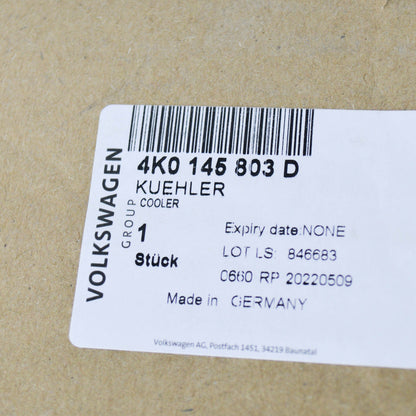 VOLKSWAGEN
GROUP
4K0 145 803 D
KUEHLER
COOLER
1
Stück
Expiry date:NONE
LOT LS: 846683
0660 RP 20220509
Made in GERMANY
Volkswagen AG, Postfach 1451, 34219 Baunatal